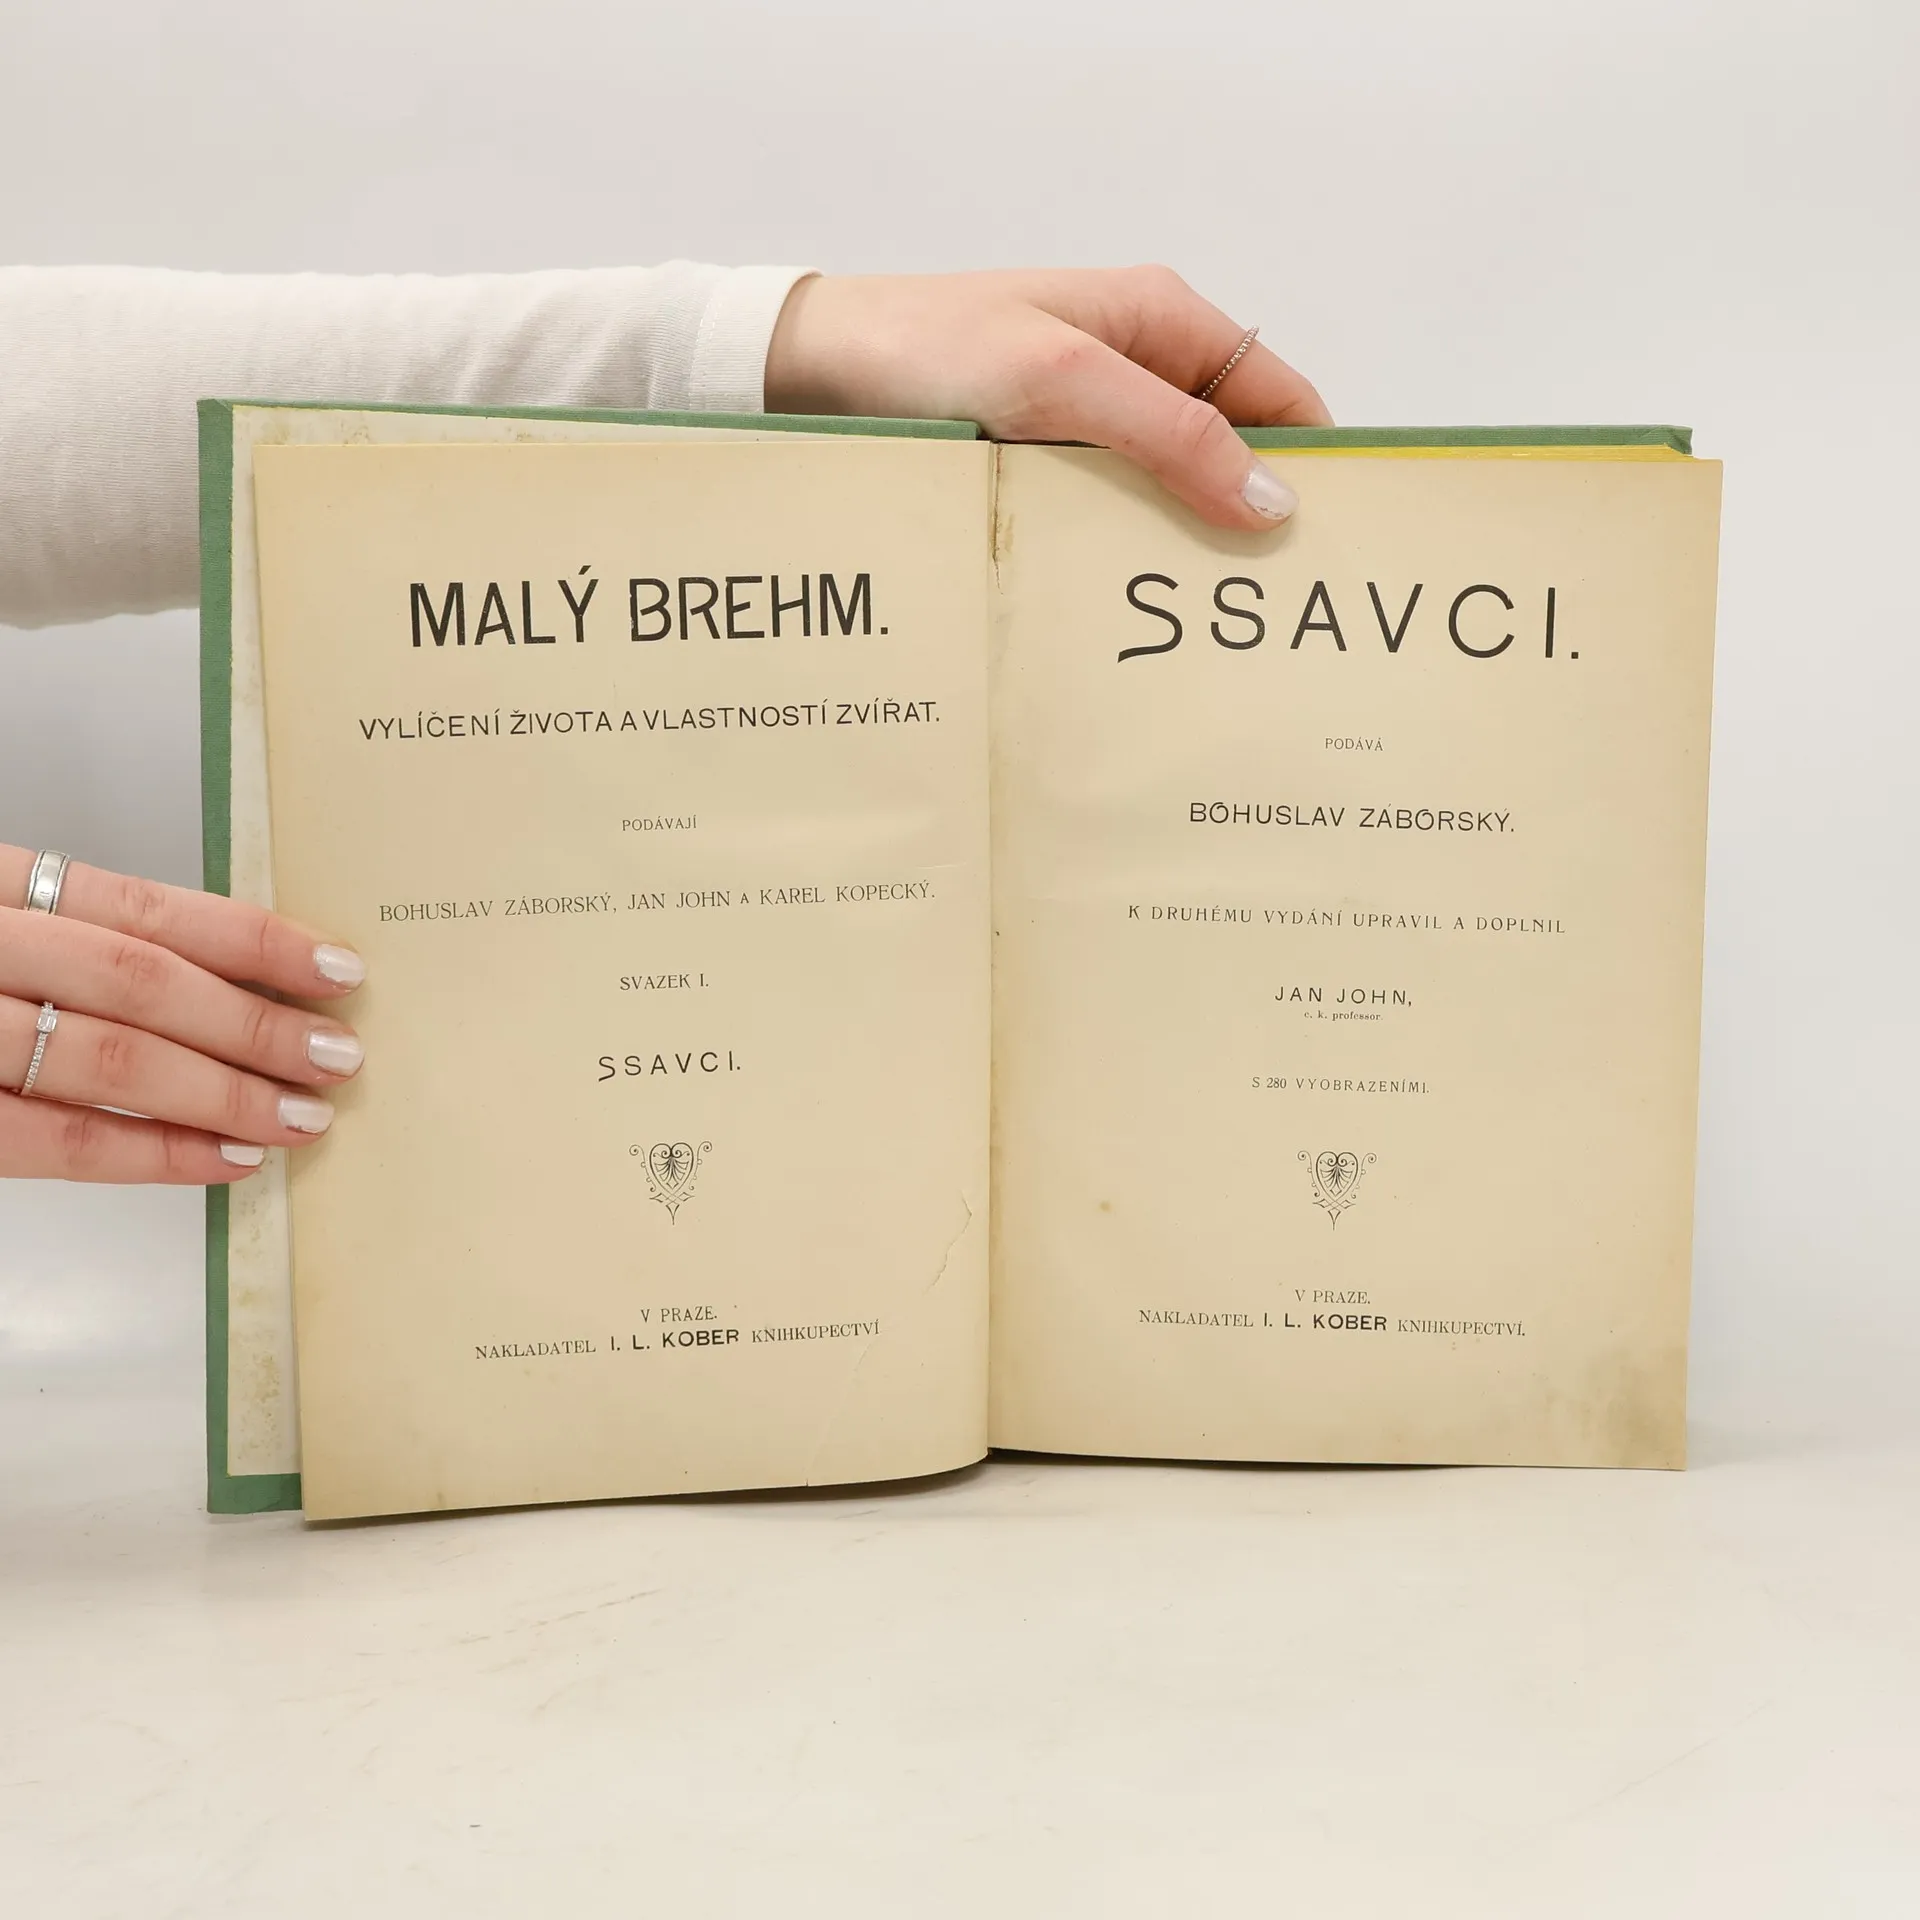 MALÝ BREHM.
VYLÍČENÍ ŽIVOTA A VLASTNOSTÍ ZVÍŘAT.
PODÁVAJÍ
BOHUSLAV ZÁBORSKÝ, JAN JOHN A KAREL KOPECKÝ.
SVAZEK I.
SSAVCI.
V PRAZE.
NAKLADATEL I. L. KOBER KNIHKUPECTVÍ
SSAVCI.
PODÁVÁ
BOHUSLAV ZÁBORSKÝ.
K DRUHÉMU VYDÁNÍ UPRAVIL A DOPLNIL
JAN JOHN,
c. k. professor.
S 280 VYOBRAZENÍMI.
V PRAZE.
NAKLADATEL I. L. KOBER KNIHKUPECTVÍ.